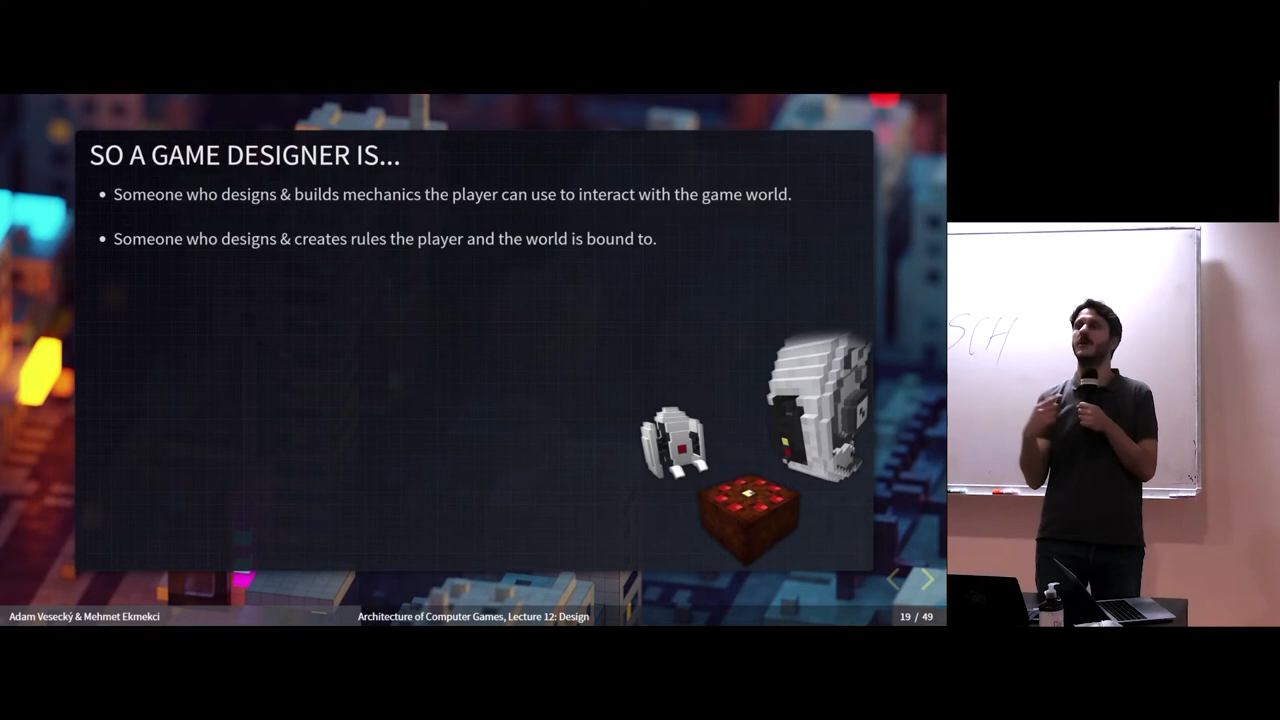 SO A GAME DESIGNER IS...
• Someone who designs & builds mechanics the player can use to interact with the game world.
• Someone who designs & creates rules the player and the world is bound to.
SCH
Adam Vesecký & Mehmet Ekmekci
Architecture of Computer Games, Lecture 12: Design
19 / 49